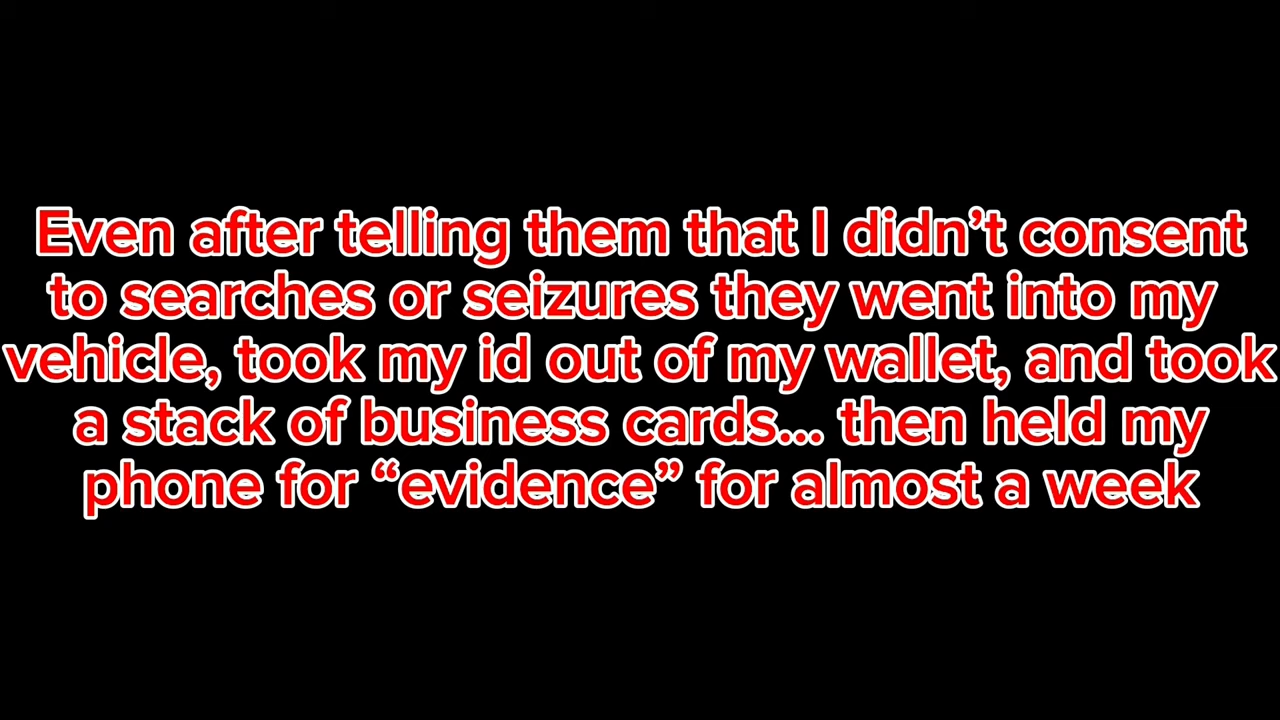 Even after telling them that I didn’t consent
to searches or seizures they went into my
vehicle, took my id out of my wallet, and took
a stack of business cards... then held my
phone for “evidence” for almost a week